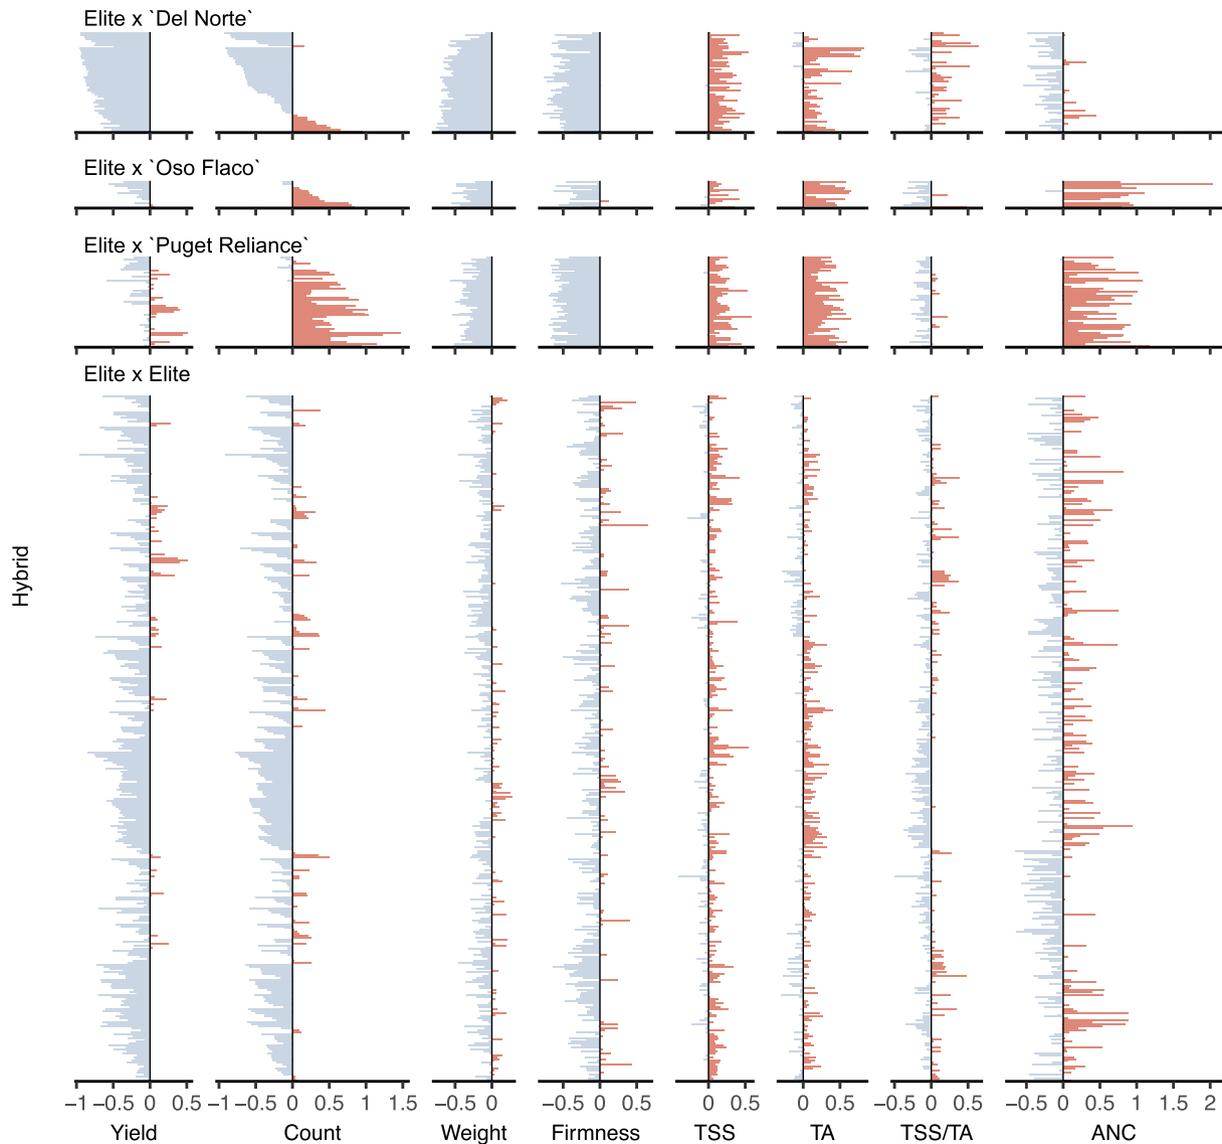 Elite x `Del Norte`
Elite x `Oso Flaco`
Elite x `Puget Reliance`
Elite x Elite
Hybrid
−1 −0.5 0 0.5 −1 −0.5 0 0.5 1 1.5 −0.5 0 −0.5 0 0.5 0 0.5 0 0.5 −0.5 0 0.5 −0.5 0 0.5 1 1.5 2
Yield Count Weight Firmness TSS TA TSS/TA ANC